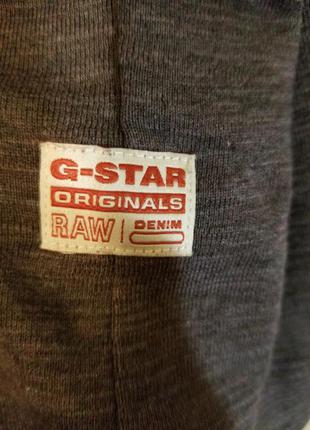 G-STAR
ORIGINALS
RAW DENIM